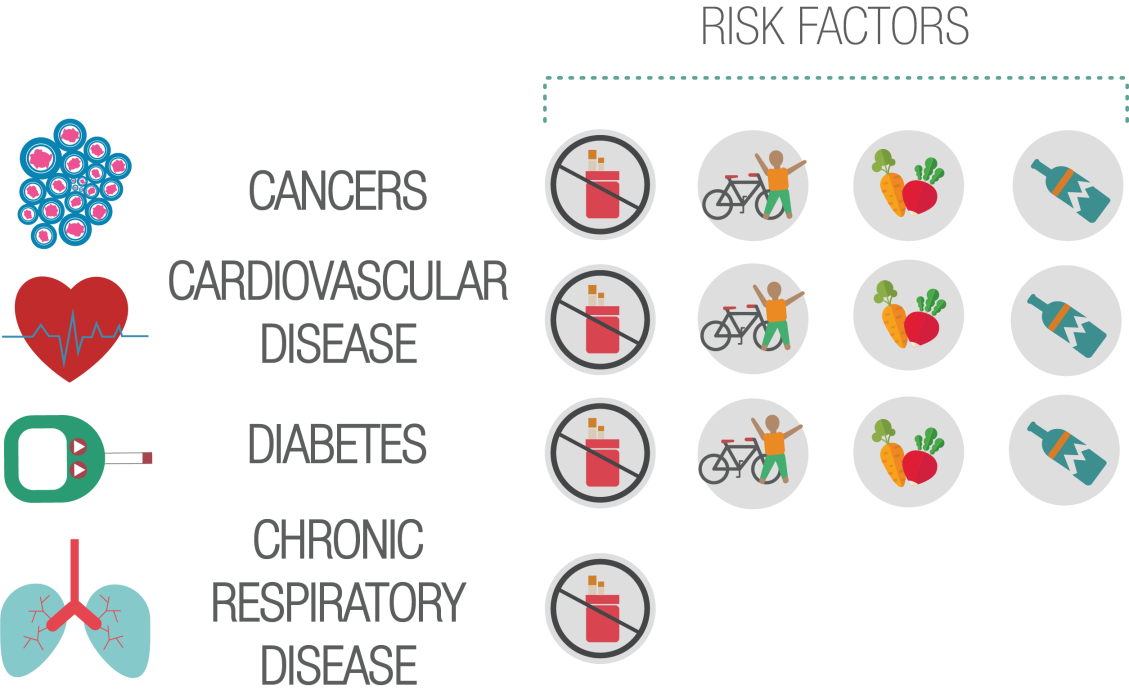 RISK FACTORS
CANCERS
CARDIOVASCULAR
DISEASE
DIABETES
CHRONIC
RESPIRATORY
DISEASE